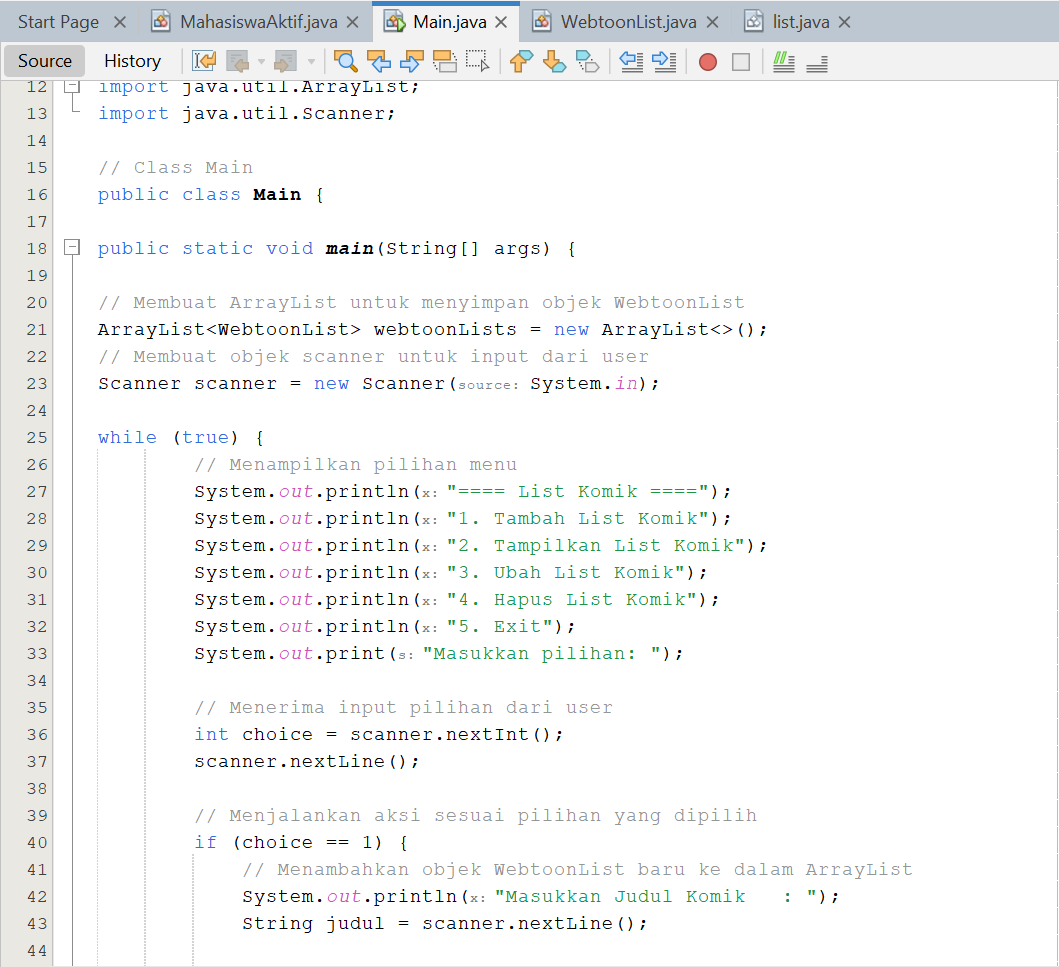 Start Page MahasiswaAktif.java Main.java WebtoonList.java list.java
Source History
12 import java.util.ArrayList;
13 import java.util.Scanner;
14
15 // Class Main
16 public class Main {
17
18 public static void main(String[] args) {
19
20 // Membuat ArrayList untuk menyimpan objek WebtoonList
21 ArrayList<WebtoonList> webtoonLists = new ArrayList<>();
22 // Membuat objek scanner untuk input dari user
23 Scanner scanner = new Scanner(source: System.in);
24
25 while (true) {
26 // Menampilkan pilihan menu
27 System.out.println(x: "==== List Komik ====");
28 System.out.println(x: "1. Tambah List Komik");
29 System.out.println(x: "2. Tampilkan List Komik");
30 System.out.println(x: "3. Ubah List Komik");
31 System.out.println(x: "4. Hapus List Komik");
32 System.out.println(x: "5. Exit");
33 System.out.print(s: "Masukkan pilihan: ");
34
35 // Menerima input pilihan dari user
36 int choice = scanner.nextInt();
37 scanner.nextLine();
38
39 // Menjalankan aksi sesuai pilihan yang dipilih
40 if (choice == 1) {
41 // Menambahkan objek WebtoonList baru ke dalam ArrayList
42 System.out.println(x: "Masukkan Judul Komik   : ");
43 String judul = scanner.nextLine();
44